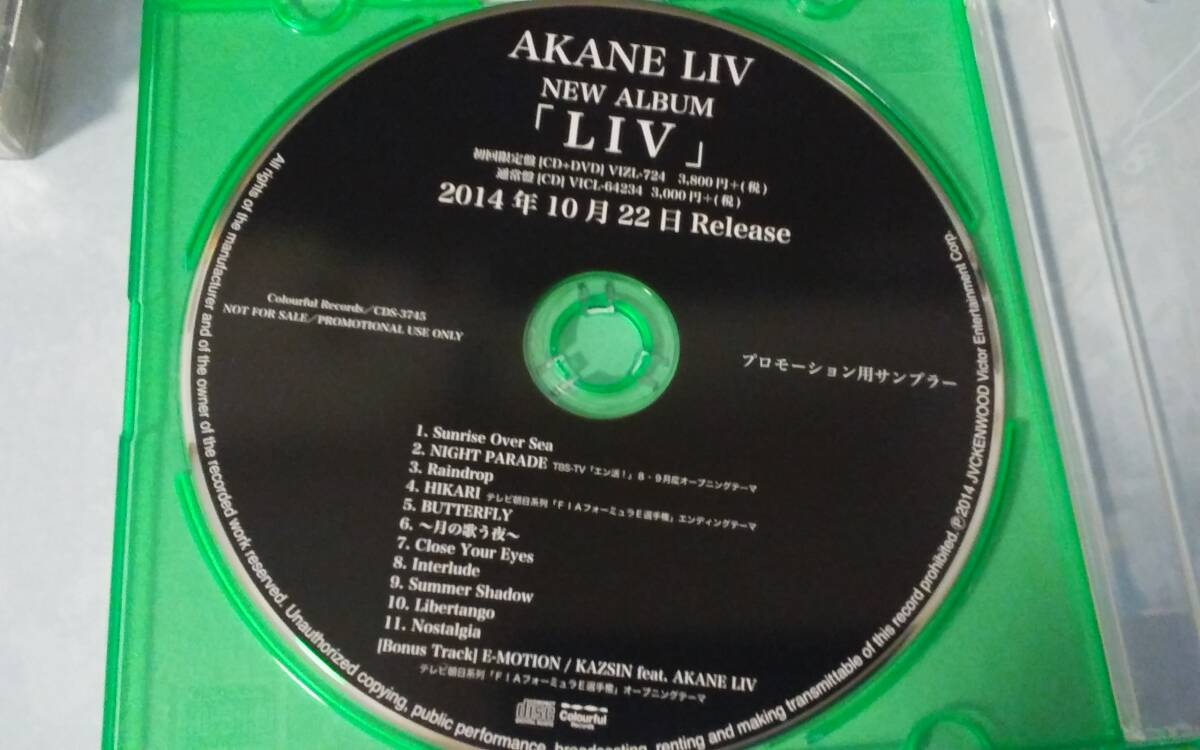 AKANE LIV
NEW ALBUM
「LIV」
初回限定盤 [CD+DVD] VIZL-724 3,800円+(税)
通常盤 [CD] VICL-64234 3,000円+(税)
2014年10月22日 Release
Colourful Records／CDS-3745
NOT FOR SALE／PROMOTIONAL USE ONLY
プロモーション用サンプラー
1. Sunrise Over Sea
2. NIGHT PARADE TBS-TV「エン活！」8・9月度オープニングテーマ
3. Raindrop
4. HIKARI テレビ朝日系列「FIAフォーミュラE選手権」エンディングテーマ
5. BUTTERFLY
6. 〜月の歌う夜〜
7. Close Your Eyes
8. Interlude
9. Summer Shadow
10. Libertango
11. Nostalgia
[Bonus Track] E-MOTION / KAZSIN feat. AKANE LIV
テレビ朝日系列「FIAフォーミュラE選手権」オープニングテーマ
disc
Colourful
Records
All rights of the manufacturer and of the owner of the recorded work reserved. Unauthorized copying, public performance, broadcasting, renting and making transmittable of this record prohibited. Ⓟ2014 JVCKENWOOD Victor Entertainment Corp.